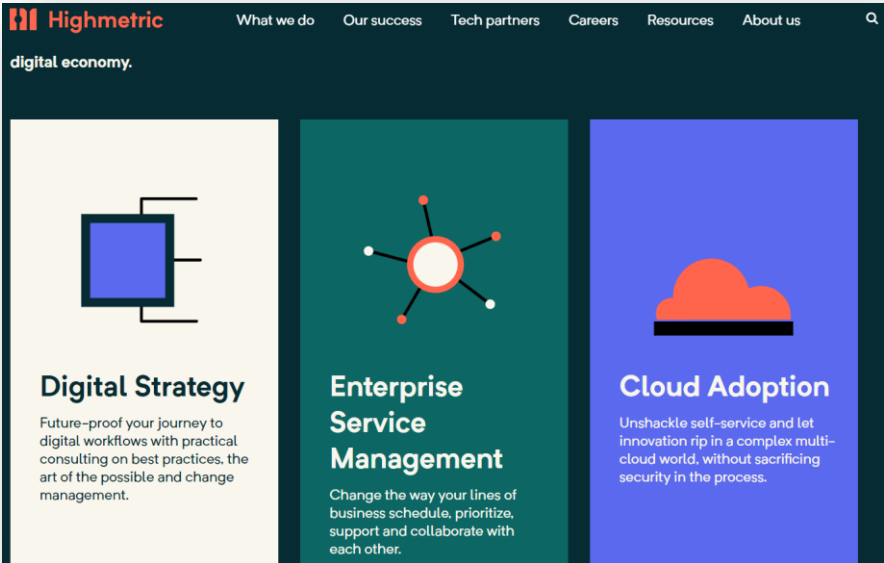 Highmetric
What we do
Our success
Tech partners
Careers
Resources
About us
digital economy.
Digital Strategy
Future-proof your journey to
digital workflows with practical
consulting on best practices, the
art of the possible and change
management.
Enterprise
Service
Management
Change the way your lines of
business schedule, prioritize,
support and collaborate with
each other.
Cloud Adoption
Unshackle self-service and let
innovation rip in a complex multi-
cloud world, without sacrificing
security in the process.